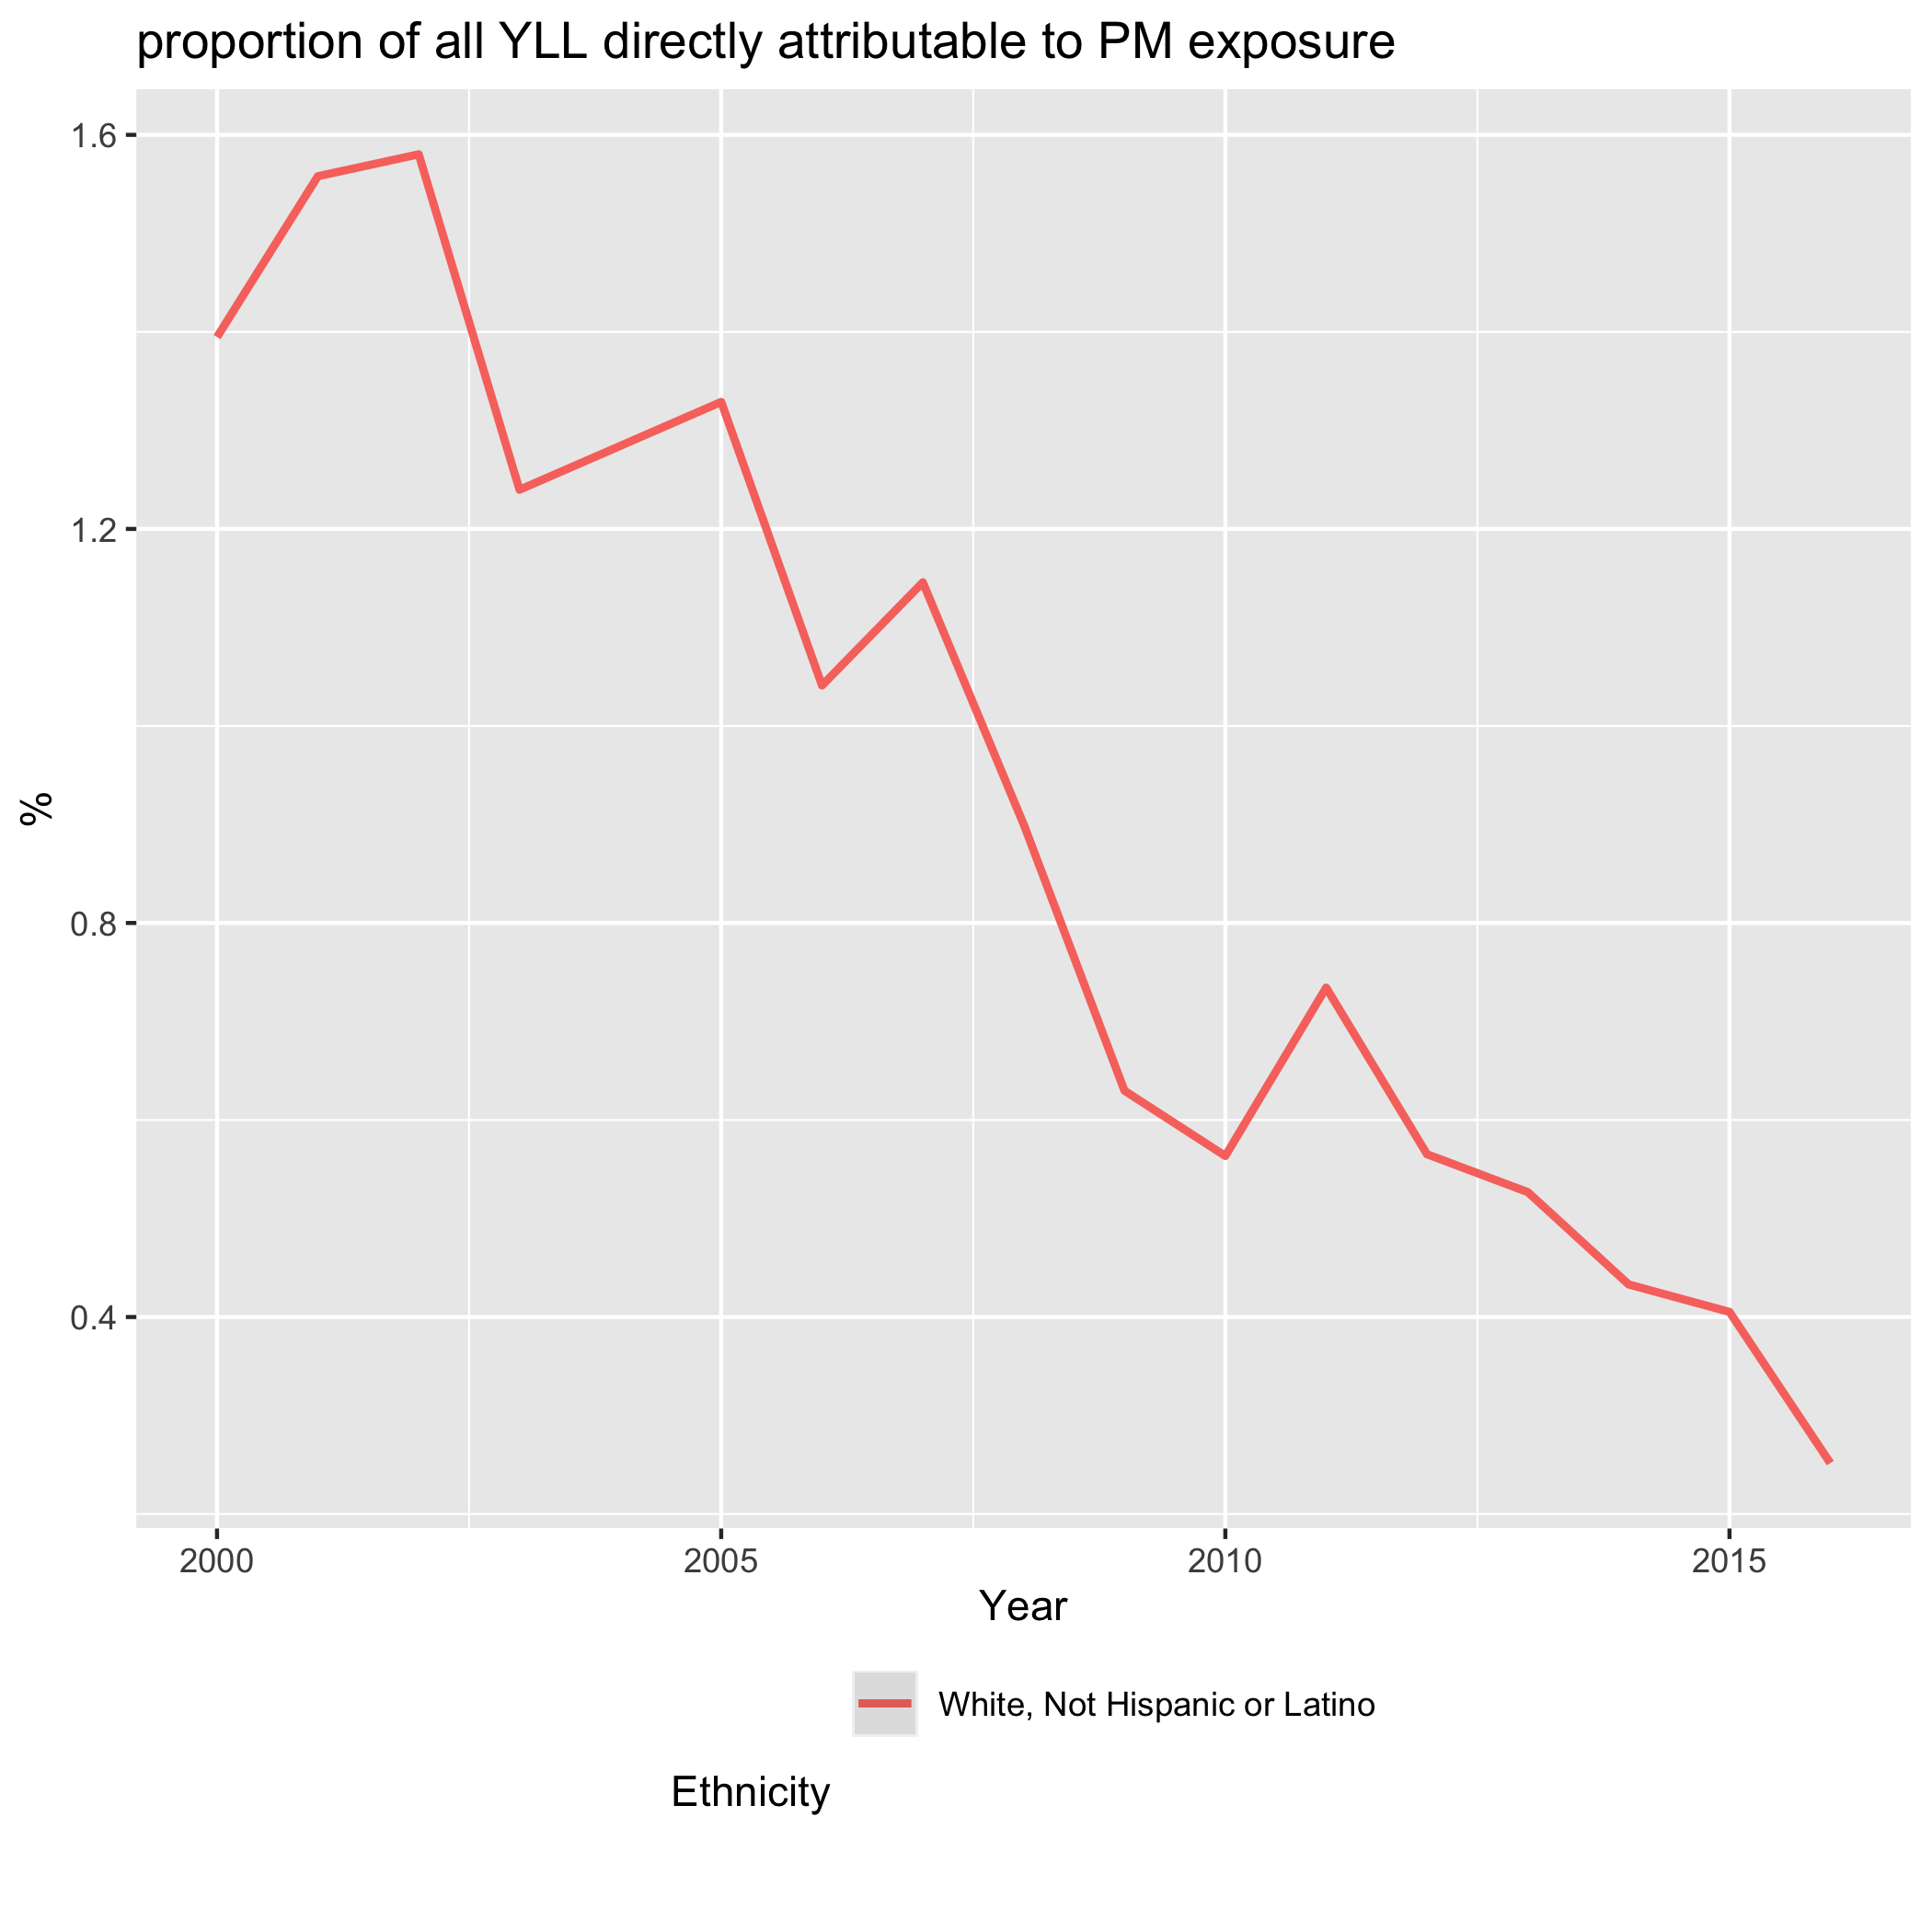 proportion of all YLL directly attributable to PM exposure
1.6
1.2
%
0.8
0.4
2000 2005 2010 2015
Year
White, Not Hispanic or Latino
Ethnicity